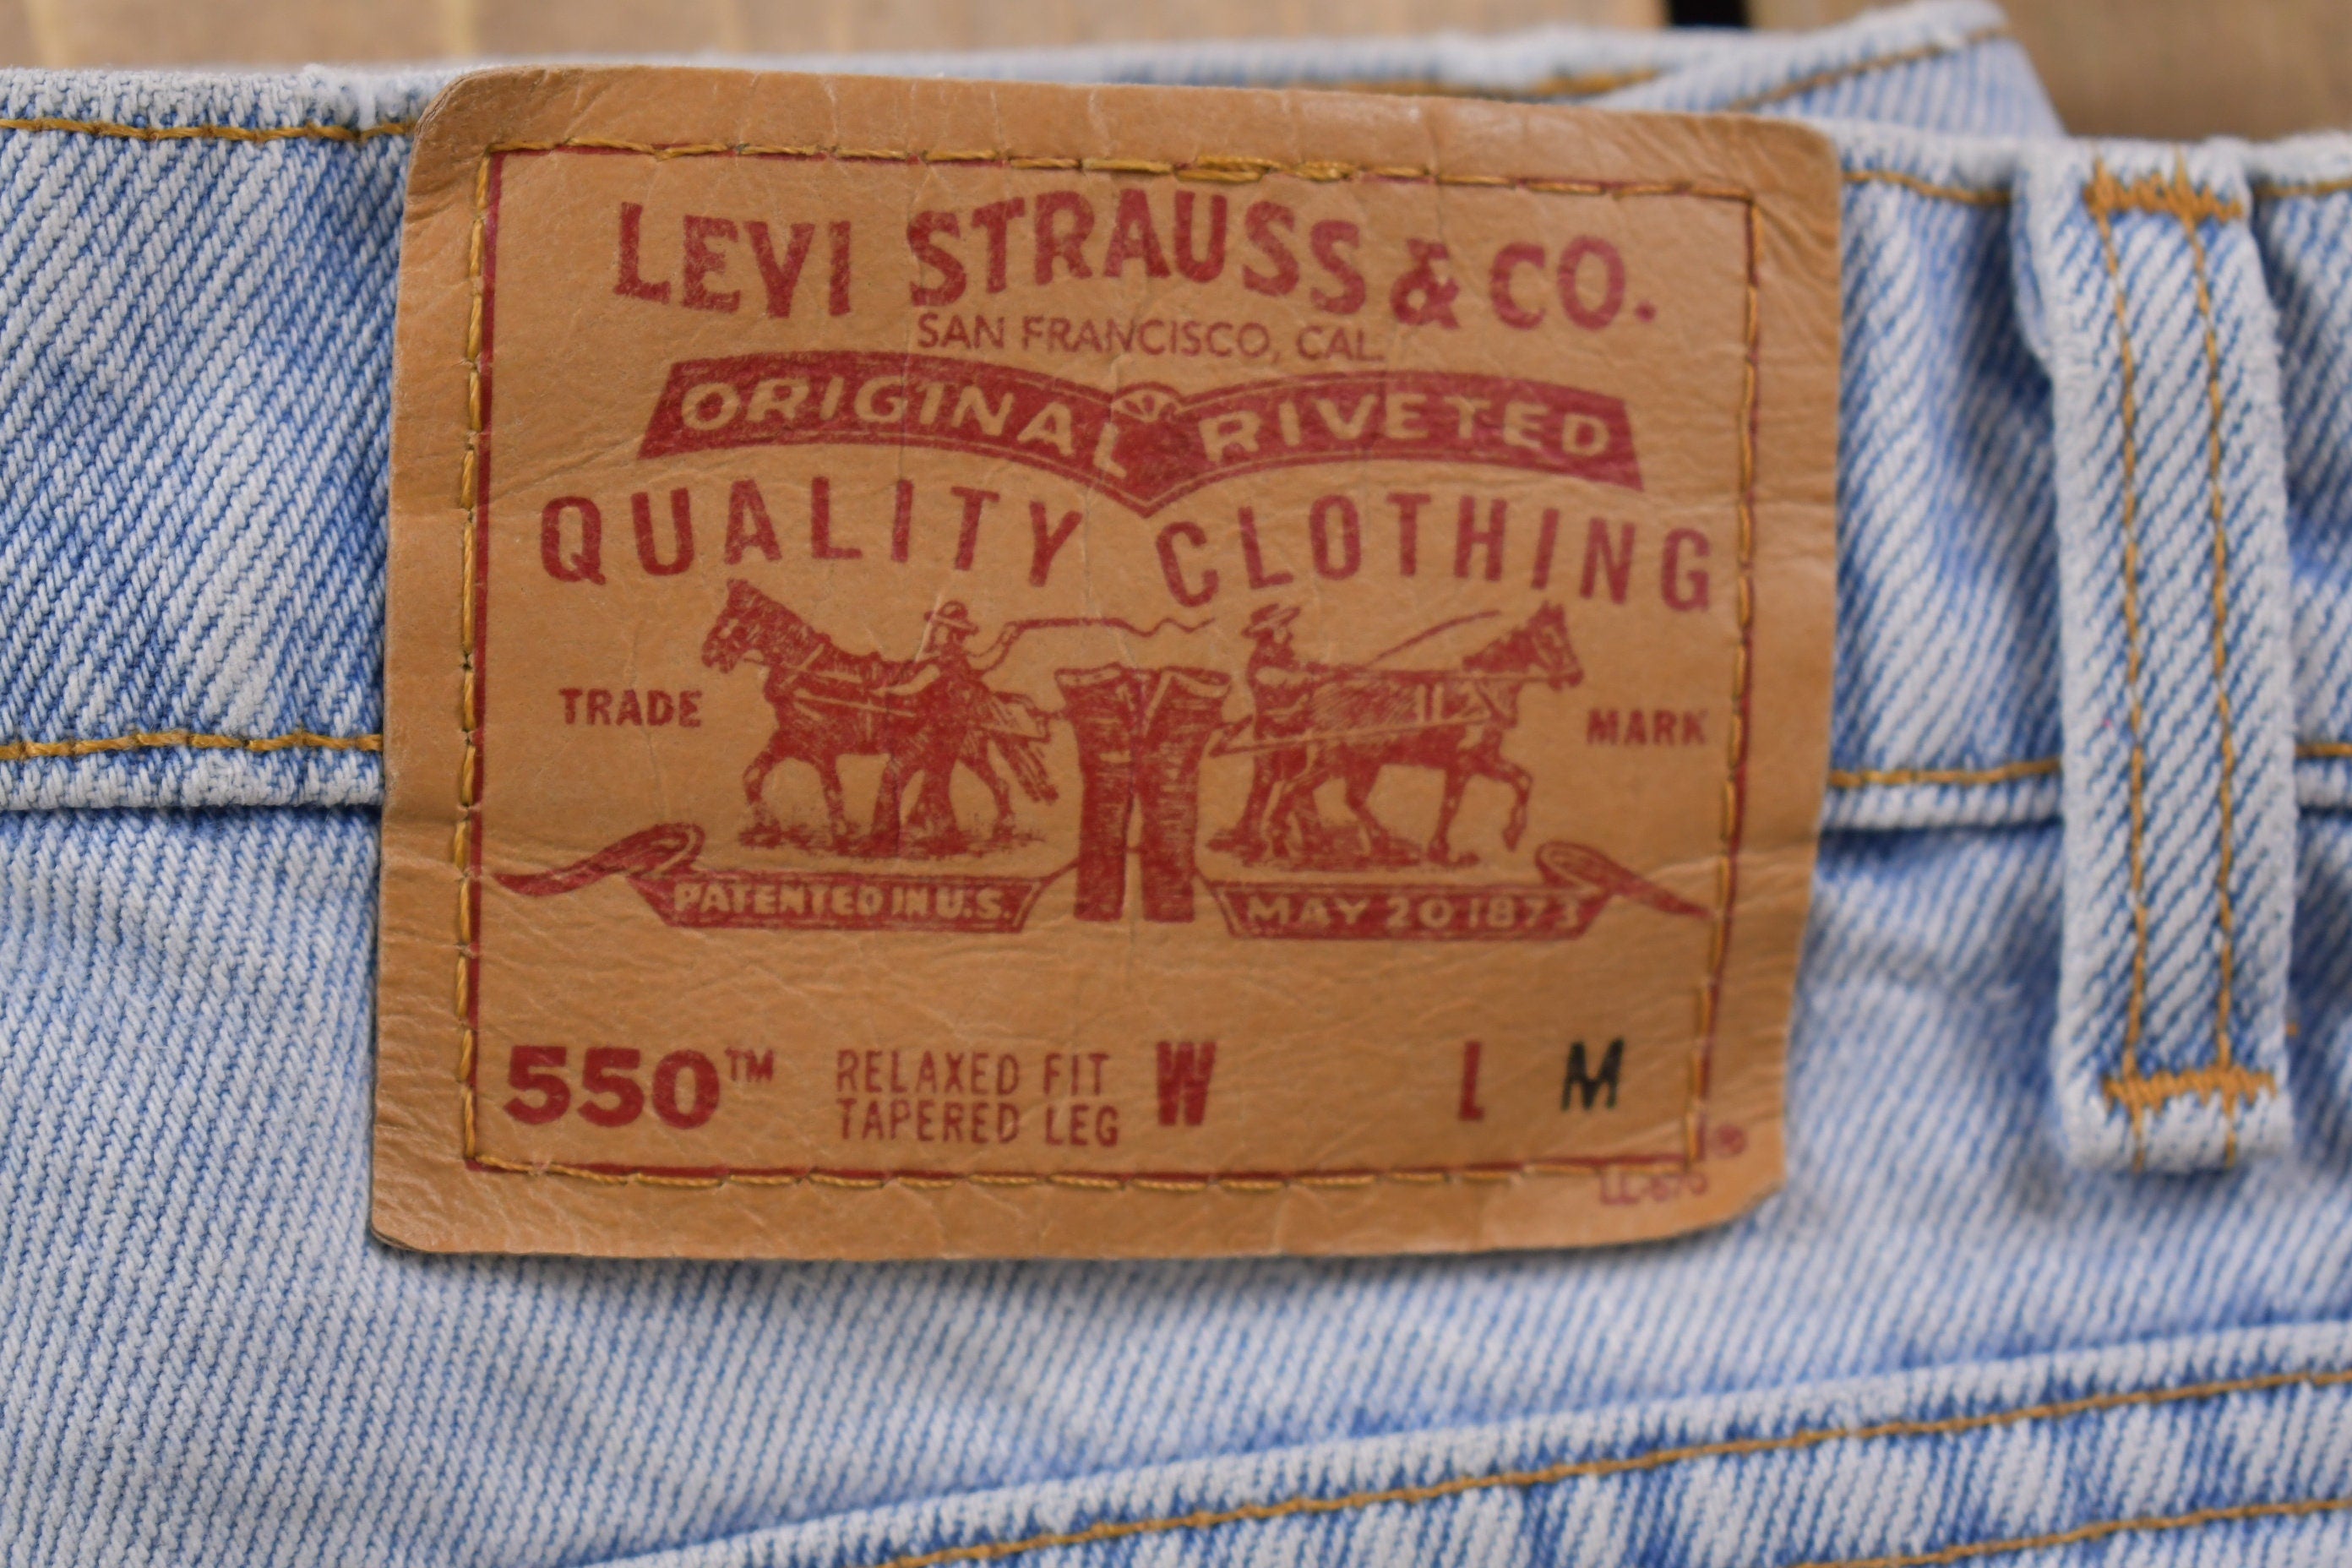 LEVI STRAUSS & CO.
SAN FRANCISCO, CAL.
ORIGINAL RIVETED
QUALITY CLOTHING
TRADE MARK
PATENTED IN U.S. MAY 20 1873
550™ RELAXED FIT W L M
TAPERED LEG
®